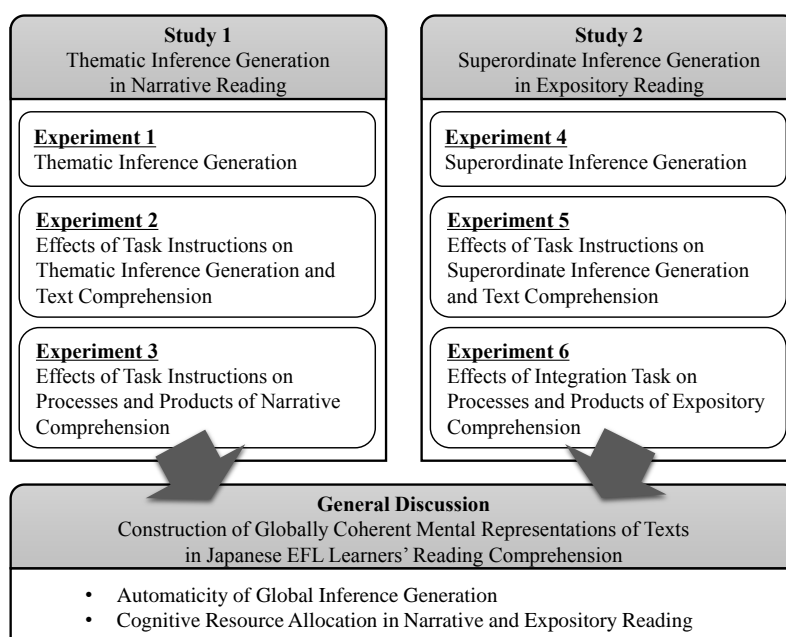 Study 1
Thematic Inference Generation
in Narrative Reading
Experiment 1
Thematic Inference Generation
Experiment 2
Effects of Task Instructions on
Thematic Inference Generation and
Text Comprehension
Experiment 3
Effects of Task Instructions on
Processes and Products of Narrative
Comprehension
Study 2
Superordinate Inference Generation
in Expository Reading
Experiment 4
Superordinate Inference Generation
Experiment 5
Effects of Task Instructions on
Superordinate Inference Generation
and Text Comprehension
Experiment 6
Effects of Integration Task on
Processes and Products of Expository
Comprehension
General Discussion
Construction of Globally Coherent Mental Representations of Texts
in Japanese EFL Learners’ Reading Comprehension
• Automaticity of Global Inference Generation
• Cognitive Resource Allocation in Narrative and Expository Reading